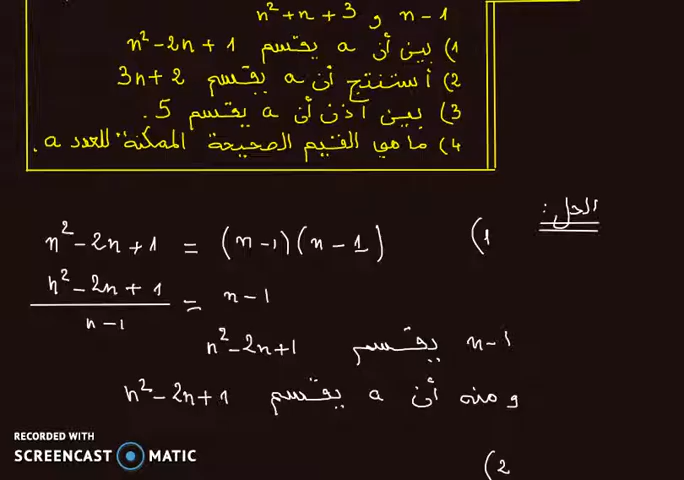 n² + n + 3 و n - 1
1) بين أن a يقسم n² - 2n + 1
2) أستنتج أن a يقسم 3n + 2
3) بين آذن أن a يقسم 5.
4) ما هي القيم الصحيحة "الممكنة" للعدد a.
الحل:
1) n² - 2n + 1 = (n - 1)(n - 1)
(n² - 2n + 1)/(n - 1) = n - 1
n - 1 يقسم n² - 2n + 1
و منه أن a يقسم n² - 2n + 1
2)
RECORDED WITH
SCREENCAST MATIC